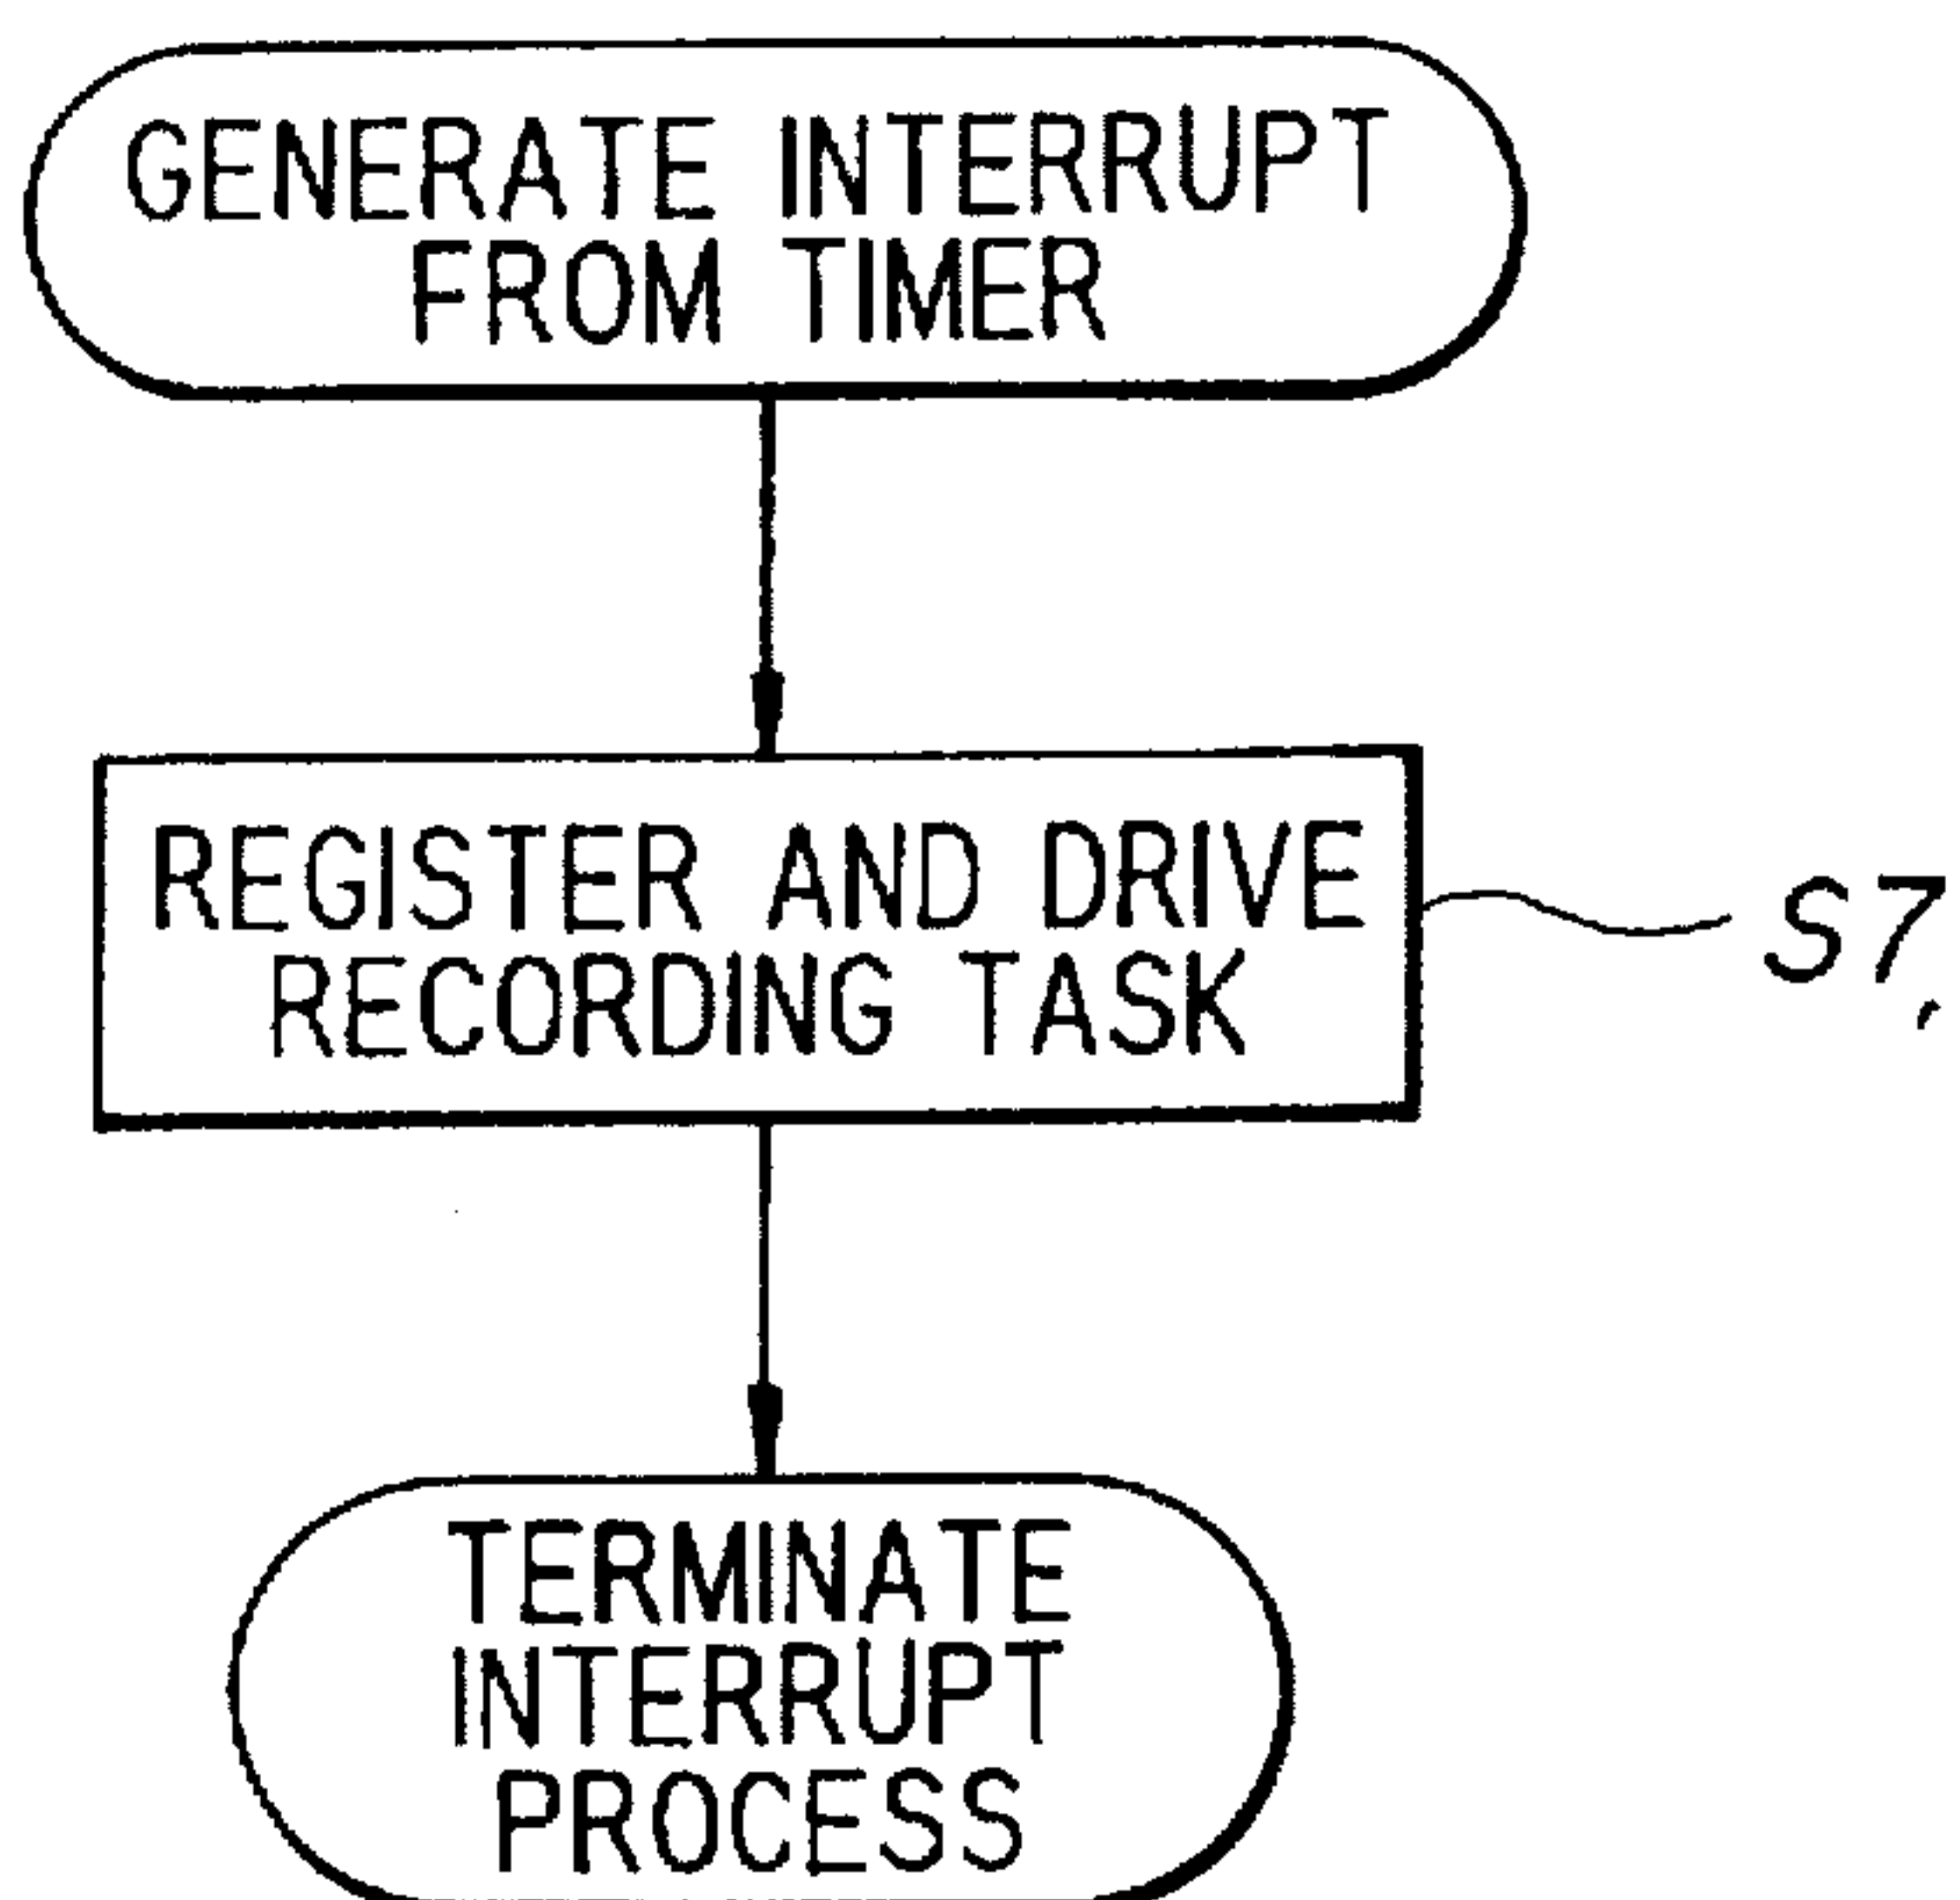 GENERATE INTERRUPT
FROM TIMER
REGISTER AND DRIVE
RECORDING TASK
S7
TERMINATE
INTERRUPT
PROCESS